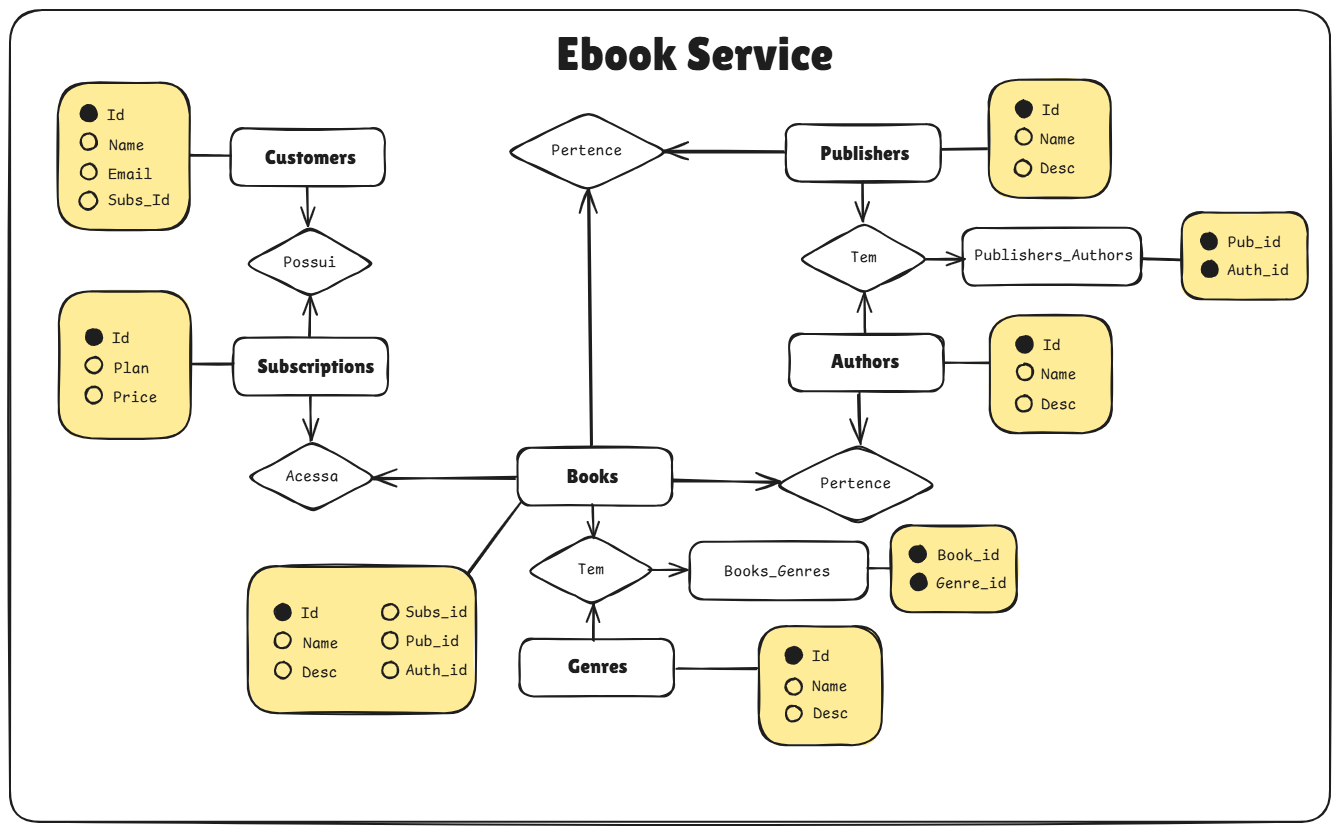 Ebook Service
Id
Name
Email
Subs_Id
Customers
Possui
Id
Plan
Price
Subscriptions
Acessa
Pertence
Publishers
Id
Name
Desc
Tem
Publishers_Authors
Pub_id
Auth_id
Authors
Id
Name
Desc
Pertence
Books
Id
Name
Desc
Subs_id
Pub_id
Auth_id
Tem
Books_Genres
Book_id
Genre_id
Genres
Id
Name
Desc